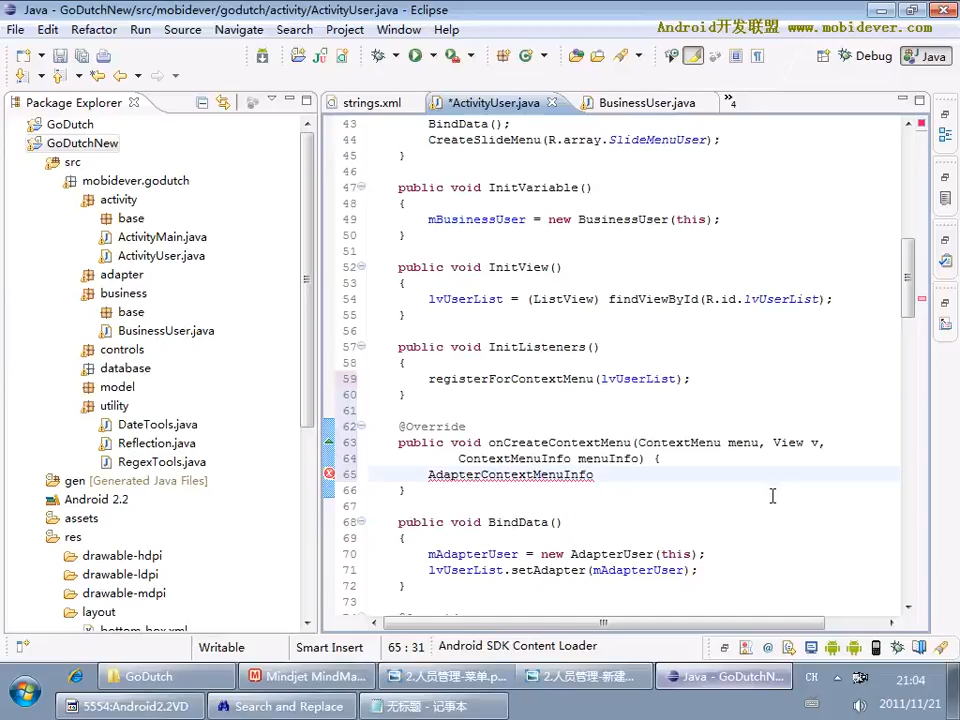 Java - GoDutchNew/src/mobidever/godutch/activity/ActivityUser.java - Eclipse
File Edit Refactor Run Source Navigate Search Project Window Help
Android开发联盟 www.mobidever.com
Debug Java
Package Explorer
strings.xml *ActivityUser.java BusinessUser.java »4
GoDutch
GoDutchNew
src
mobidever.godutch
activity
base
ActivityMain.java
ActivityUser.java
adapter
business
base
BusinessUser.java
controls
database
model
utility
DateTools.java
Reflection.java
RegexTools.java
gen [Generated Java Files]
Android 2.2
assets
res
drawable-hdpi
drawable-ldpi
drawable-mdpi
layout
bottom_box.xml
43 BindData();
44 CreateSlideMenu(R.array.SlideMenuUser);
45 }
46
47 public void InitVariable()
48 {
49 mBusinessUser = new BusinessUser(this);
50 }
51
52 public void InitView()
53 {
54 lvUserList = (ListView) findViewById(R.id.lvUserList);
55 }
56
57 public void InitListeners()
58 {
59 registerForContextMenu(lvUserList);
60 }
61
62 @Override
63 public void onCreateContextMenu(ContextMenu menu, View v,
64 ContextMenuInfo menuInfo) {
65 AdapterContextMenuInfo
66 }
67
68 public void BindData()
69 {
70 mAdapterUser = new AdapterUser(this);
71 lvUserList.setAdapter(mAdapterUser);
72 }
73
Writable Smart Insert 65 : 31 Android SDK Content Loader
GoDutch Mindjet MindMa... 2.人员管理-菜单.p... 2.人员管理-新建... Java - GoDutchN... CH 21:04
5554:Android2.2VD Search and Replace 无标题 - 记事本 2011/11/21